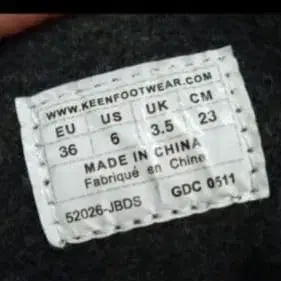 WWW.KEENFOOTWEAR.COM
EU US UK CM
36 6 3.5 23
MADE IN CHINA
Fabriqué en Chine
52026-JBDS GDC 0511